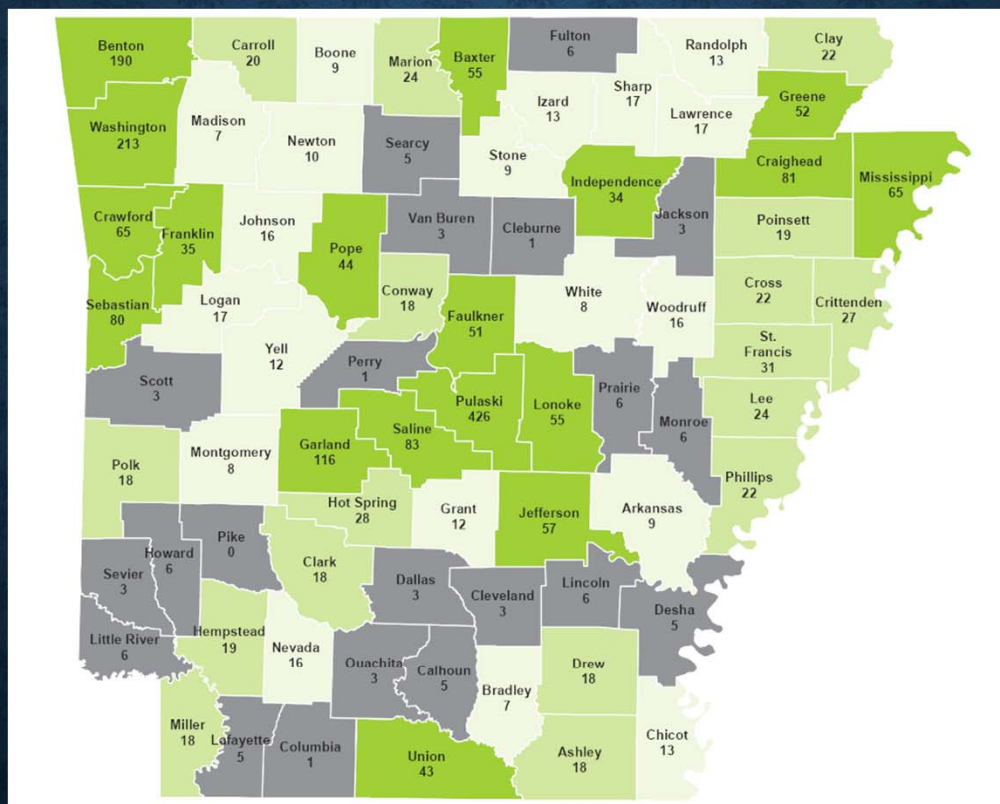 Benton
190
Carroll
20
Boone
9
Marion
24
Baxter
55
Fulton
6
Randolph
13
Clay
22
Washington
213
Madison
7
Newton
10
Searcy
5
Stone
9
Izard
13
Sharp
17
Lawrence
17
Greene
52
Crawford
65
Franklin
35
Johnson
16
Pope
44
Van Buren
3
Cleburne
1
Independence
34
Jackson
3
Craighead
81
Mississippi
65
Poinsett
19
Sebastian
80
Logan
17
Conway
18
Faulkner
51
White
8
Woodruff
16
Cross
22
Crittenden
27
Scott
3
Yell
12
Perry
1
Pulaski
426
Lonoke
55
Prairie
6
Monroe
6
St.
Francis
31
Lee
24
Polk
18
Montgomery
8
Garland
116
Saline
83
Hot Spring
28
Grant
12
Jefferson
57
Arkansas
9
Phillips
22
Sevier
3
Howard
6
Pike
0
Clark
18
Dallas
3
Cleveland
3
Lincoln
6
Desha
5
Little River
6
Hempstead
19
Nevada
16
Ouachita
3
Calhoun
5
Bradley
7
Drew
18
Chicot
13
Miller
18
Lafayette
5
Columbia
1
Union
43
Ashley
18